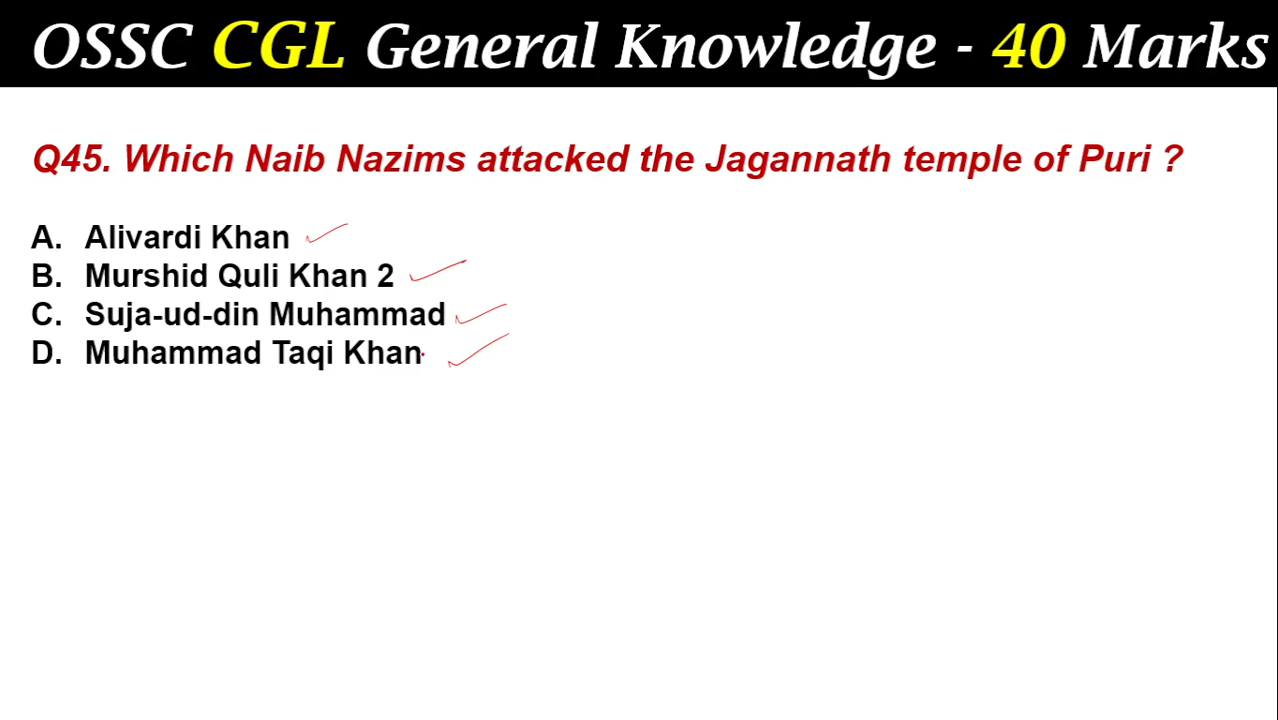 OSSC CGL General Knowledge - 40 Marks
Q45. Which Naib Nazims attacked the Jagannath temple of Puri ?
A. Alivardi Khan
B. Murshid Quli Khan 2
C. Suja-ud-din Muhammad
D. Muhammad Taqi Khan